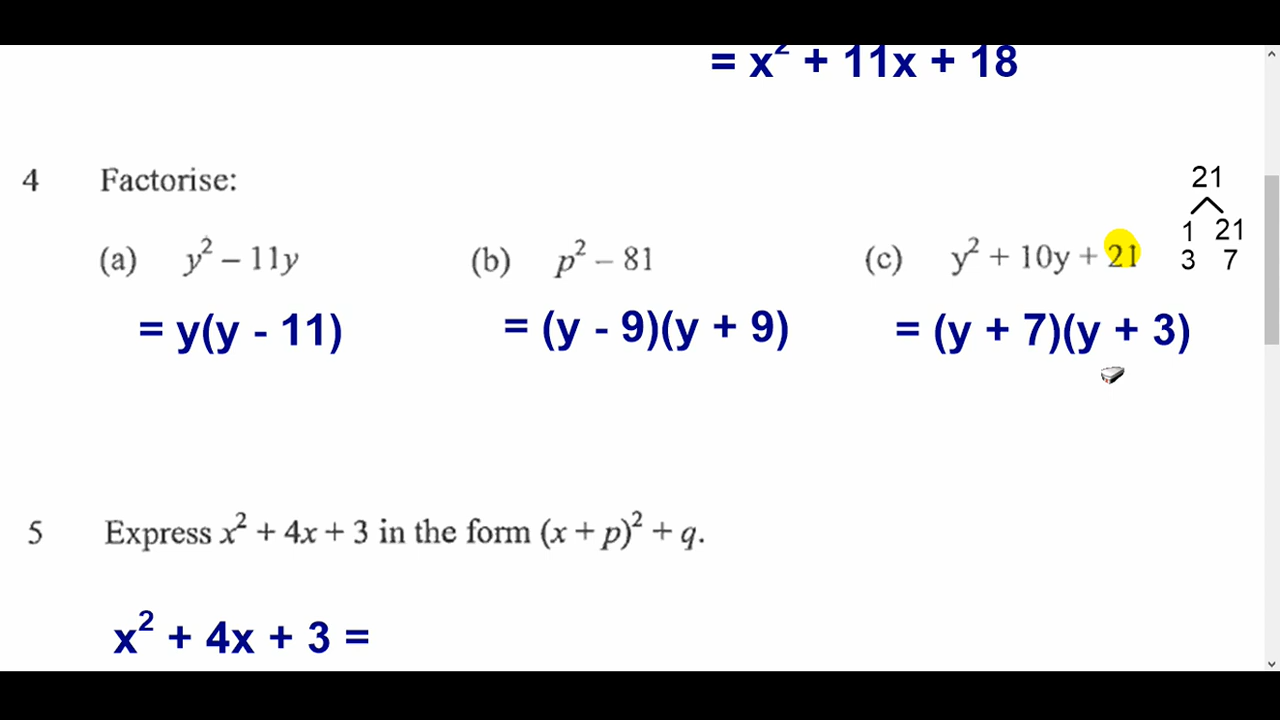 = x² + 11x + 18
4 Factorise:
21
1 21
3 7
(a) y² – 11y (b) p² – 81 (c) y² + 10y + 21
= y(y - 11) = (y - 9)(y + 9) = (y + 7)(y + 3)
5 Express x² + 4x + 3 in the form (x + p)² + q.
x² + 4x + 3 =